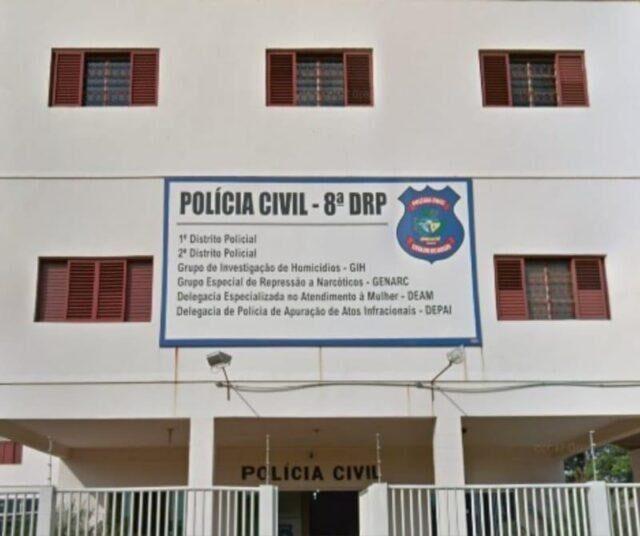 POLÍCIA CIVIL - 8ª DRP
1º Distrito Policial
2º Distrito Policial
Grupo de Investigação de Homicídios - GIH
Grupo Especial de Repressão a Narcóticos - GENARC
Delegacia Especializada no Atendimento à Mulher - DEAM
Delegacia de Polícia de Apuração de Atos Infracionais - DEPAI
POLÍCIA CIVIL
POLÍCIA CIVIL